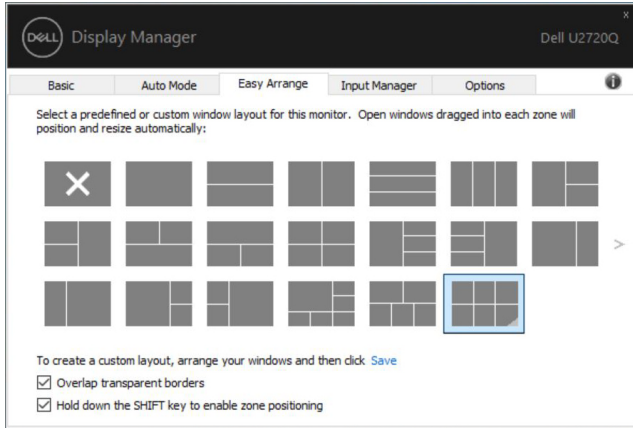 DELL Display Manager
Dell U2720Q
Basic Auto Mode Easy Arrange Input Manager Options
Select a predefined or custom window layout for this monitor. Open windows dragged into each zone will
position and resize automatically:
To create a custom layout, arrange your windows and then click Save
Overlap transparent borders
Hold down the SHIFT key to enable zone positioning